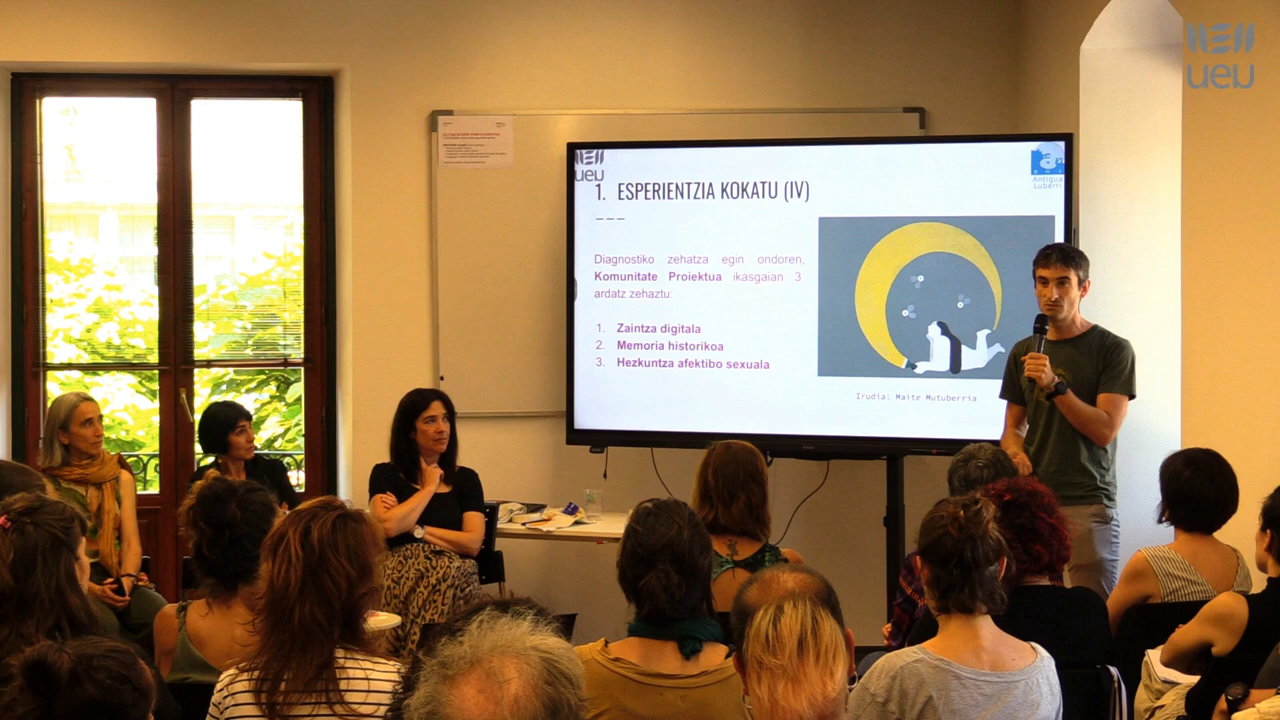 ueu
ueu
Antigua
Luberri
1. ESPERIENTZIA KOKATU (IV)
Diagnostiko zehatza egin ondoren,
Komunitate Proiektua ikasgaian 3
ardatz zehaztu:
1. Zaintza digitala
2. Memoria historikoa
3. Hezkuntza afektibo sexuala
Irudia: Maite Mutuberria